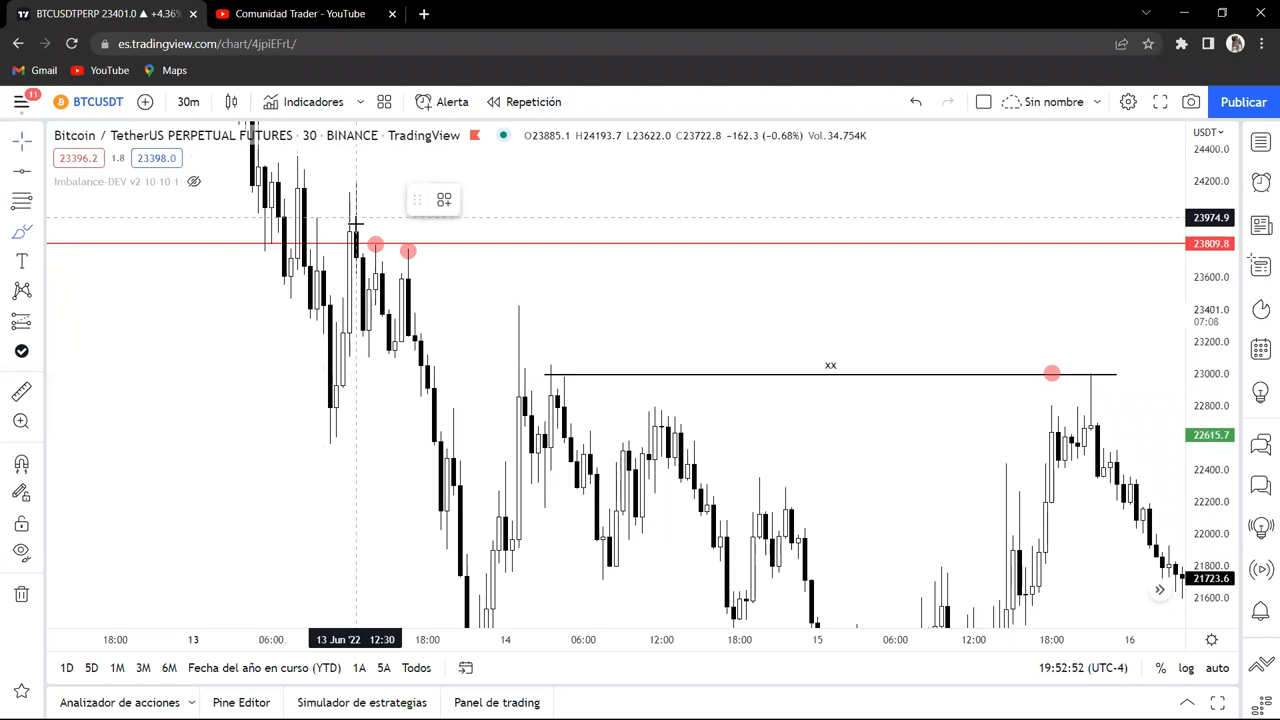 BTCUSDTPERP 23401.0 ▲ +4.36%
Comunidad Trader - YouTube
es.tradingview.com/chart/4jpiEFrL/
Gmail YouTube Maps
11
BTCUSDT 30m Indicadores Alerta Repetición Sin nombre Publicar
Bitcoin / TetherUS PERPETUAL FUTURES · 30 · BINANCE · TradingView O23885.1 H24193.7 L23622.0 C23722.8 −162.3 (−0.68%) Vol.34.754K
USDT
23396.2 1.8 23398.0
Imbalance-DEV v2 10 10 1
24400.0
24200.0
23974.9
23809.8
23600.0
23401.0
07:08
23200.0
xx
23000.0
22800.0
22615.7
22400.0
22200.0
22000.0
21800.0
21723.6
21600.0
18:00 13 06:00 13 Jun '22 12:30 18:00 14 06:00 12:00 18:00 15 06:00 12:00 18:00 16
1D 5D 1M 3M 6M Fecha del año en curso (YTD) 1A 5A Todos 19:52:52 (UTC-4) % log auto
Analizador de acciones Pine Editor Simulador de estrategias Panel de trading